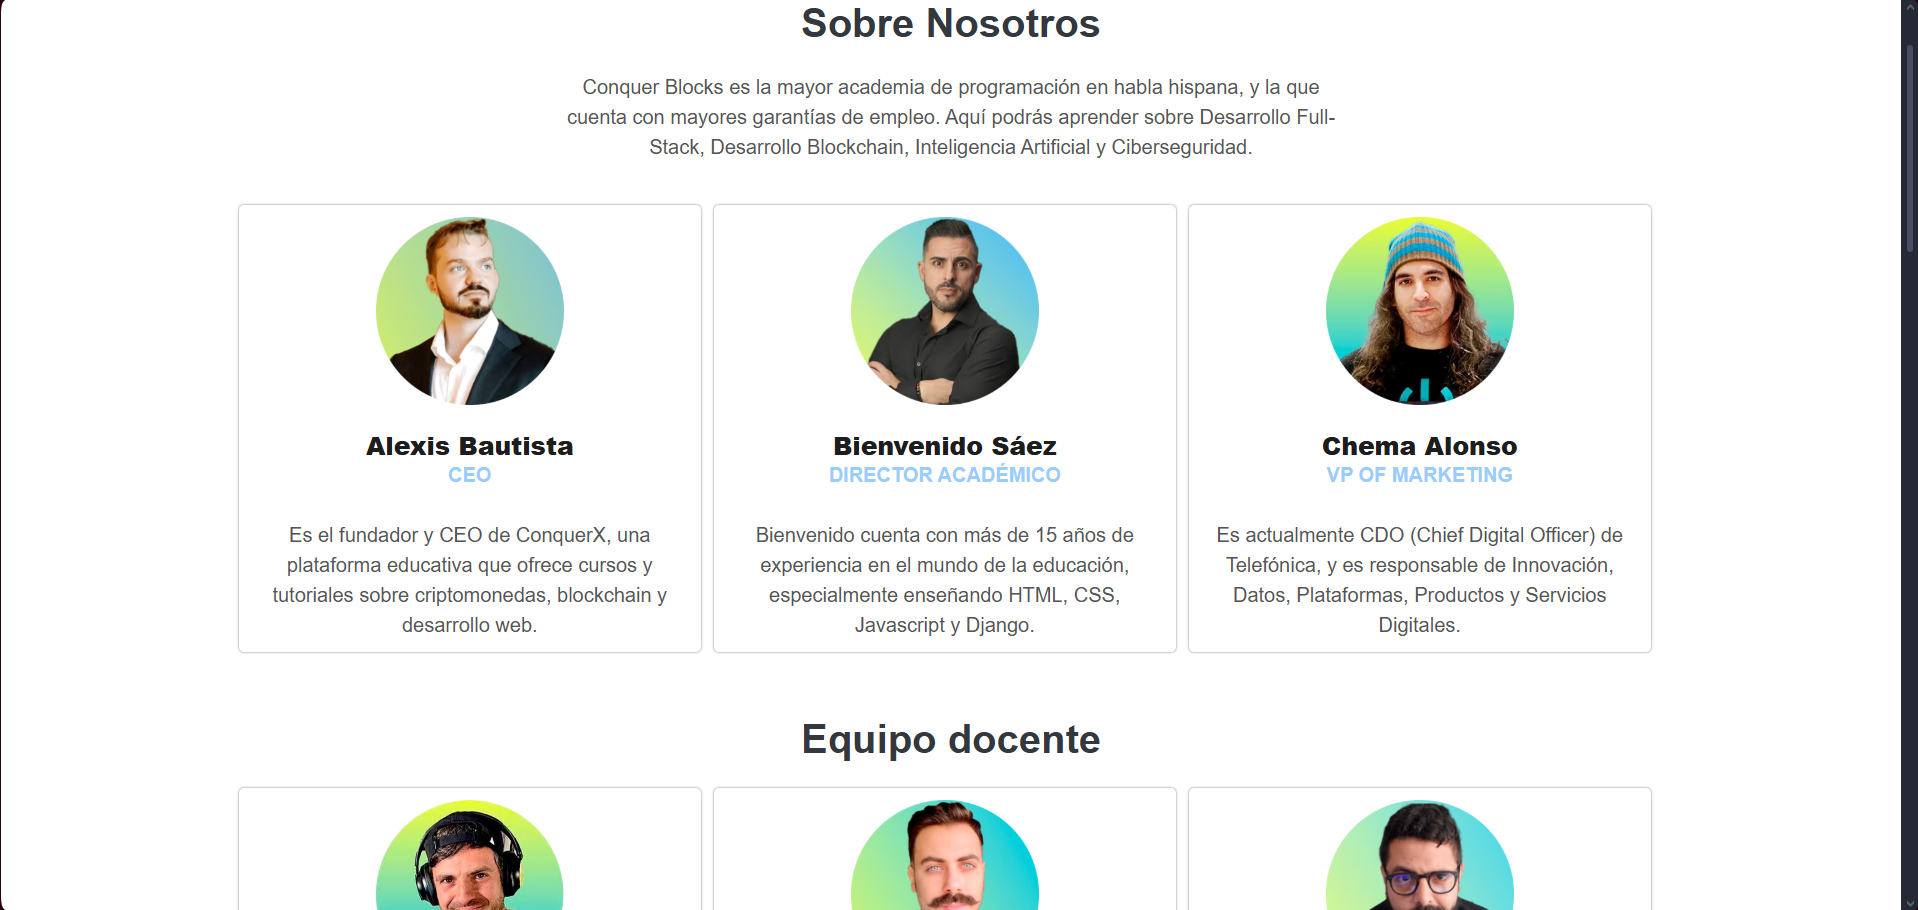 Sobre Nosotros
Conquer Blocks es la mayor academia de programación en habla hispana, y la que
cuenta con mayores garantías de empleo. Aquí podrás aprender sobre Desarrollo Full-
Stack, Desarrollo Blockchain, Inteligencia Artificial y Ciberseguridad.
Alexis Bautista
CEO
Es el fundador y CEO de ConquerX, una
plataforma educativa que ofrece cursos y
tutoriales sobre criptomonedas, blockchain y
desarrollo web.
Bienvenido Sáez
DIRECTOR ACADÉMICO
Bienvenido cuenta con más de 15 años de
experiencia en el mundo de la educación,
especialmente enseñando HTML, CSS,
Javascript y Django.
Chema Alonso
VP OF MARKETING
Es actualmente CDO (Chief Digital Officer) de
Telefónica, y es responsable de Innovación,
Datos, Plataformas, Productos y Servicios
Digitales.
Equipo docente